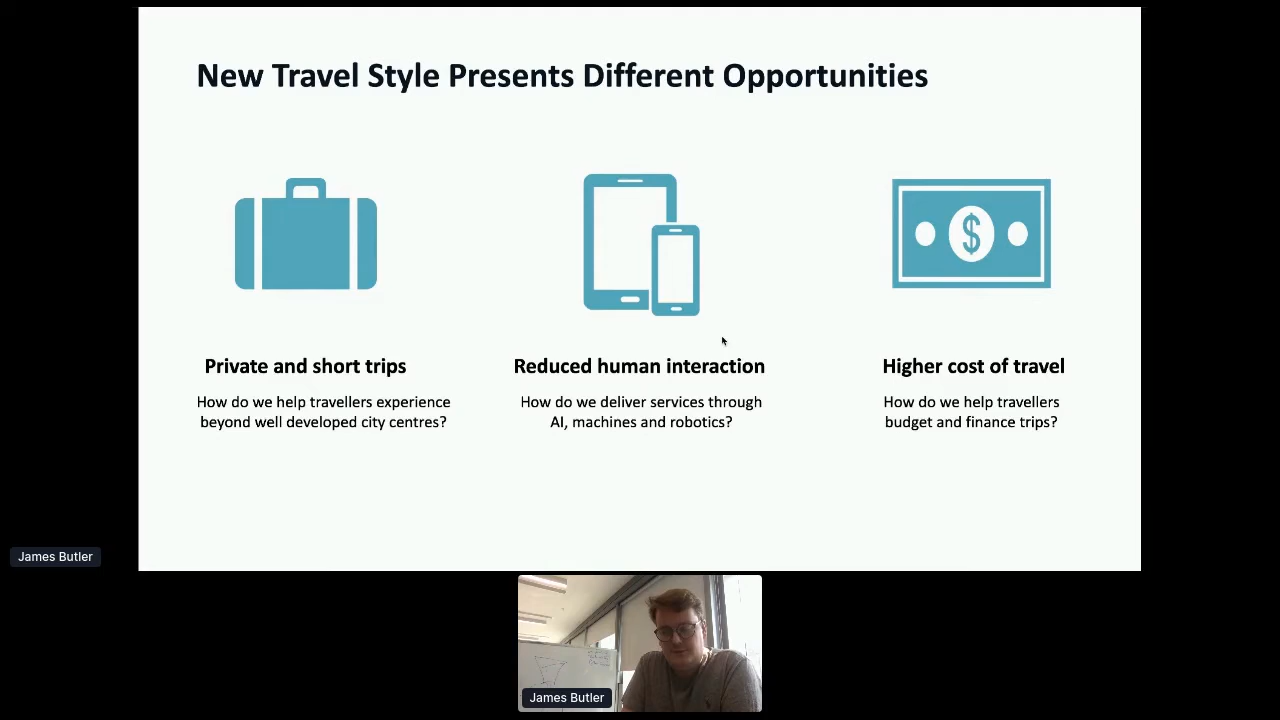 New Travel Style Presents Different Opportunities
$
Private and short trips
How do we help travellers experience
beyond well developed city centres?
Reduced human interaction
How do we deliver services through
AI, machines and robotics?
Higher cost of travel
How do we help travellers
budget and finance trips?
James Butler
James Butler